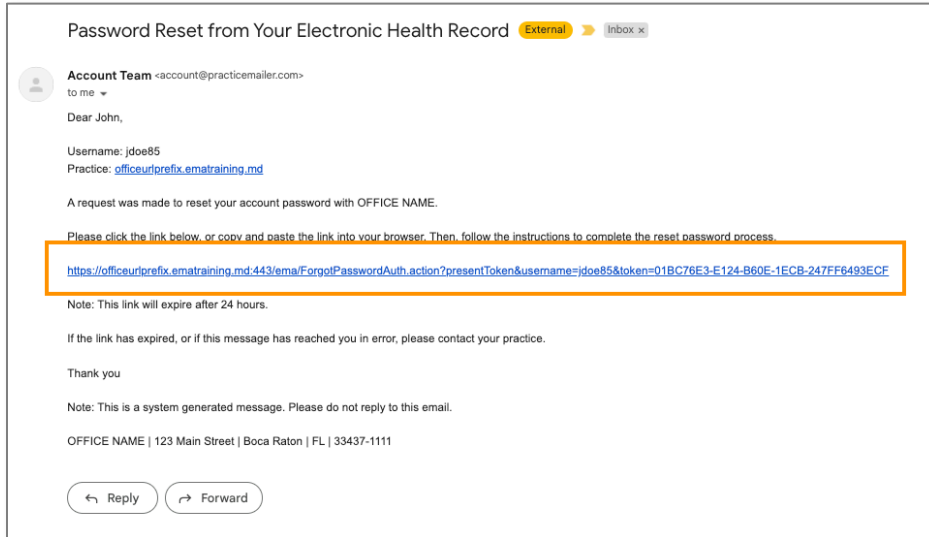 Password Reset from Your Electronic Health Record External Inbox ×
Account Team <account@practicemailer.com>
to me
Dear John,
Username: jdoe85
Practice: officeurlprefix.ematraining.md
A request was made to reset your account password with OFFICE NAME.
Please click the link below, or copy and paste the link into your browser. Then, follow the instructions to complete the reset password process.
https://officeurlprefix.ematraining.md:443/ema/ForgotPasswordAuth.action?presentToken&username=jdoe85&token=01BC76E3-E124-B60E-1ECB-247FF6493ECF
Note: This link will expire after 24 hours.
If the link has expired, or if this message has reached you in error, please contact your practice.
Thank you
Note: This is a system generated message. Please do not reply to this email.
OFFICE NAME | 123 Main Street | Boca Raton | FL | 33437-1111
Reply Forward